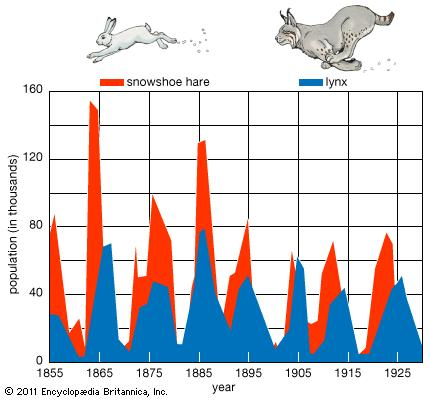 snowshoe hare
lynx
population (in thousands)
160
120
80
40
0
1855 1865 1875 1885 1895 1905 1915 1925
year
© 2011 Encyclopædia Britannica, Inc.